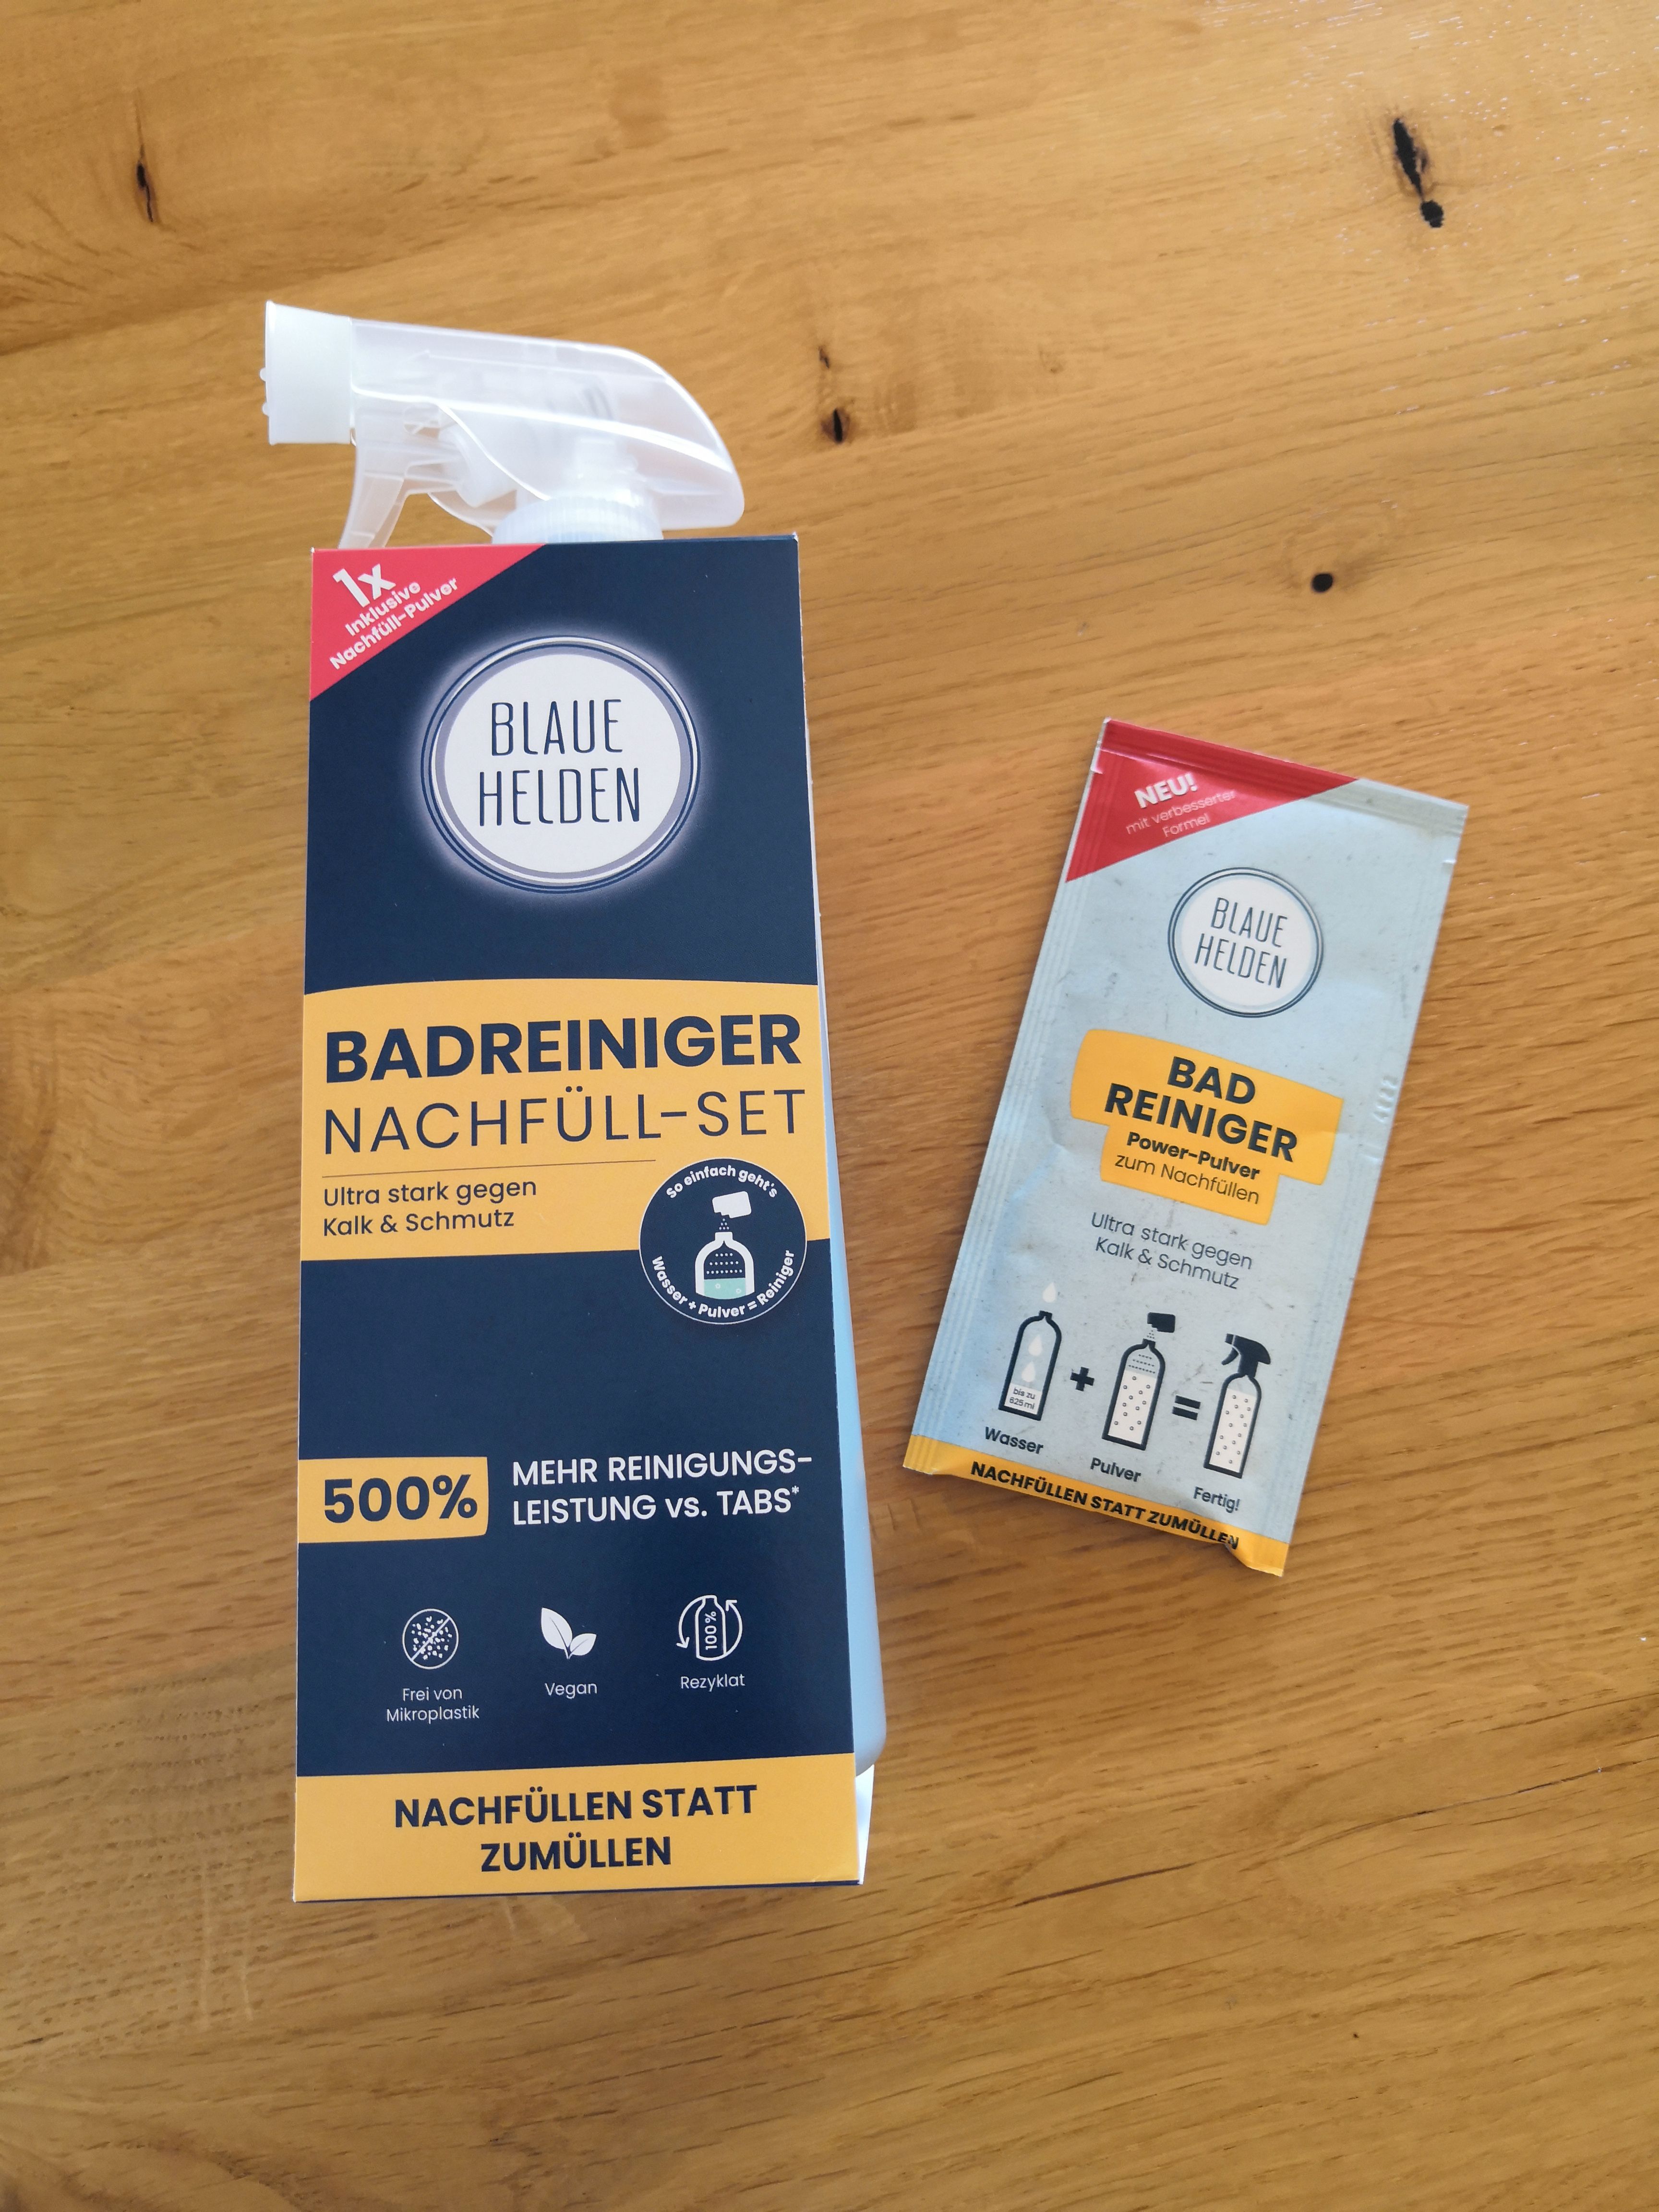 1x
Inklusive
Nachfüll-Pulver
BLAUE
HELDEN
BADREINIGER
NACHFÜLL-SET
Ultra stark gegen
Kalk & Schmutz
So einfach geht's
Wasser + Pulver = Reiniger
500%
MEHR REINIGUNGS-
LEISTUNG vs. TABS*
Frei von
Mikroplastik
Vegan
100%
Rezyklat
NACHFÜLLEN STATT
ZUMÜLLEN
NEU!
mit verbesserter
Formel
BLAUE
HELDEN
BAD
REINIGER
Power-Pulver
zum Nachfüllen
Ultra stark gegen
Kalk & Schmutz
bis zu
625 ml
+
=
Wasser
Pulver
Fertig!
NACHFÜLLEN STATT ZUMÜLLEN